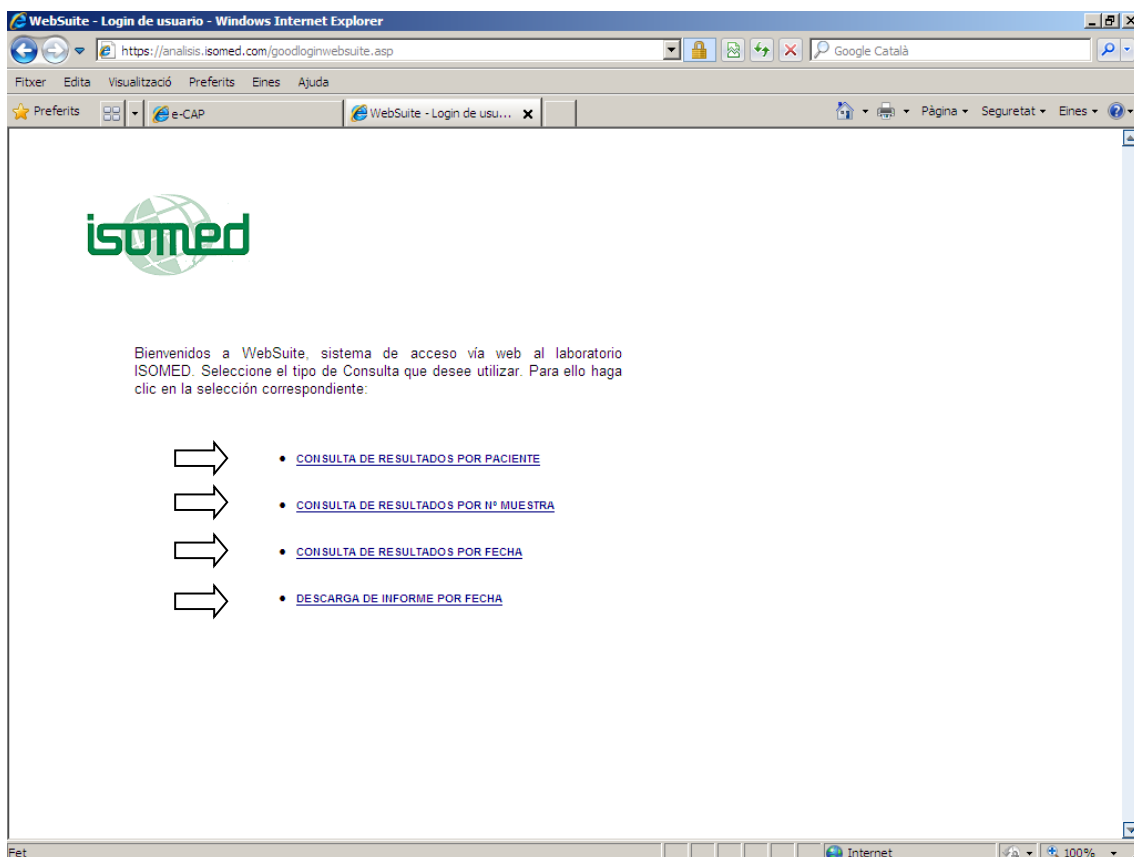 WebSuite - Login de usuario - Windows Internet Explorer
https://analisis.isomed.com/goodloginwebsuite.asp
Google Català
Fitxer Edita Visualització Preferits Eines Ajuda
Preferits e-CAP WebSuite - Login de usu... Pàgina Seguretat Eines
isomed
Bienvenidos a WebSuite, sistema de acceso vía web al laboratorio
ISOMED. Seleccione el tipo de Consulta que desee utilizar. Para ello haga
clic en la selección correspondiente:
• CONSULTA DE RESULTADOS POR PACIENTE
• CONSULTA DE RESULTADOS POR Nº MUESTRA
• CONSULTA DE RESULTADOS POR FECHA
• DESCARGA DE INFORME POR FECHA
Fet Internet 100%